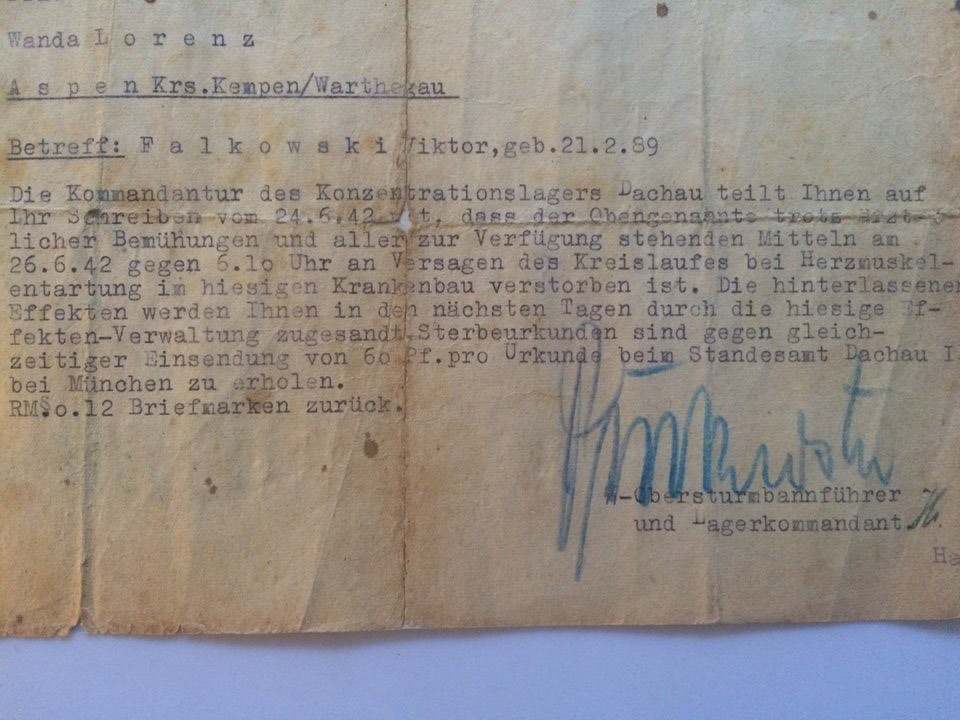 Wanda L o r e n z
A s p e n Krs.Kempen/Warthegau
Betreff: F a l k o w s k i Viktor,geb.21.2.89
Die Kommandantur des Konzentrationslagers Dachau teilt Ihnen auf
Ihr Schreiben vom 24.6.42 mit, dass der Obengenannte trotz ärzt-
licher Bemühungen und aller zur Verfügung stehenden Mitteln am
26.6.42 gegen 6.1o Uhr an Versagen des Kreislaufes bei Herzmuskel-
entartung im hiesigen Krankenbau verstorben ist. Die hinterlassenen
Effekten werden Ihnen in den nächsten Tagen durch die hiesige Ef-
fekten-Verwaltung zugesandt.Sterbeurkunden sind gegen gleich-
zeitiger Einsendung von 6o Pf.pro Urkunde beim Standesamt Dachau
bei München zu erholen.
RM.o.12 Briefmarken zurück.
-Obersturmbannführer
und Lagerkommandant